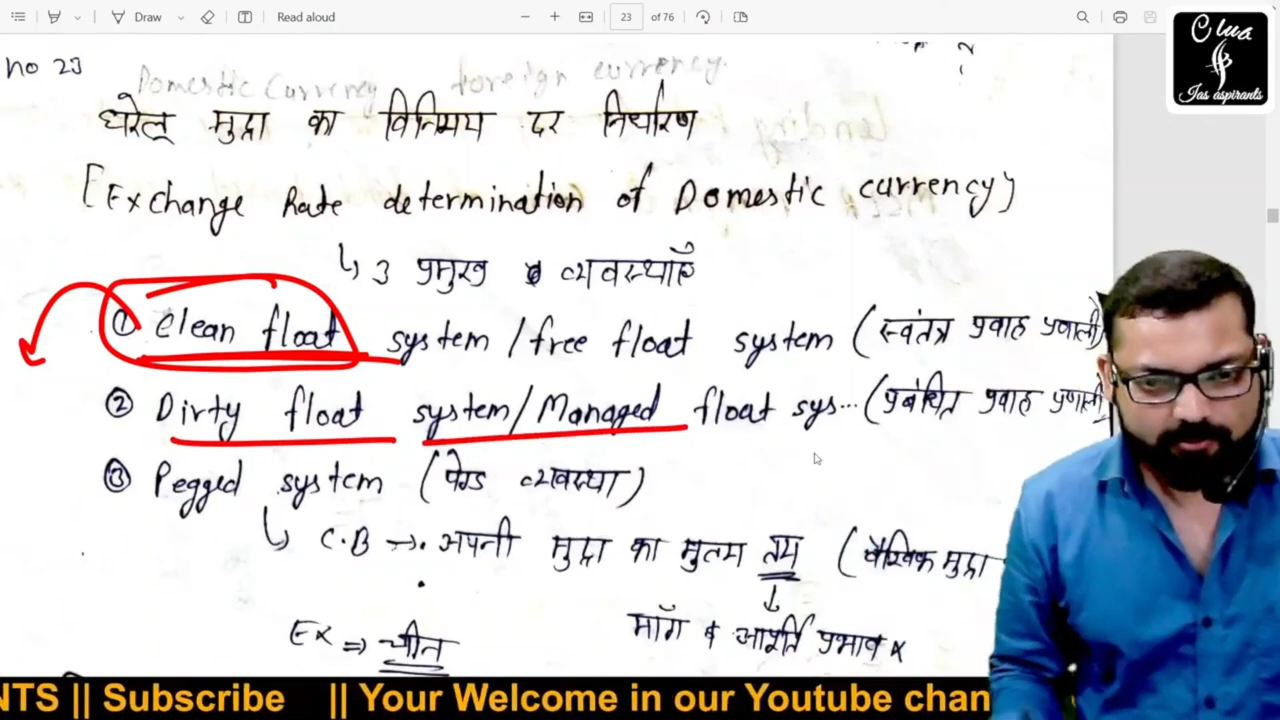 Draw
Read aloud
23
of 76
Clua
Ias aspirants
no 23
Domestic Currency foreign currency.
घरेलू मुद्रा का विनिमय दर निर्धारण
[Exchange Rate determination of Domestic currency)
↳ 3 प्रमुख व्यवस्थाएँ
① Clean float system / free float system (स्वतंत्र प्रवाह प्रणाली)
② Dirty float system/Managed float sys... (प्रबंधित प्रवाह प्रणाली)
③ Pegged system (पेग्ड व्यवस्था)
↳ C.B → अपनी मुद्रा का मुल्य तय (वैश्विक मुद्रा
↓
Ex ⇒ चीन
माँग व आपूर्ति प्रभाव x
NTS || Subscribe || Your Welcome in our Youtube chan